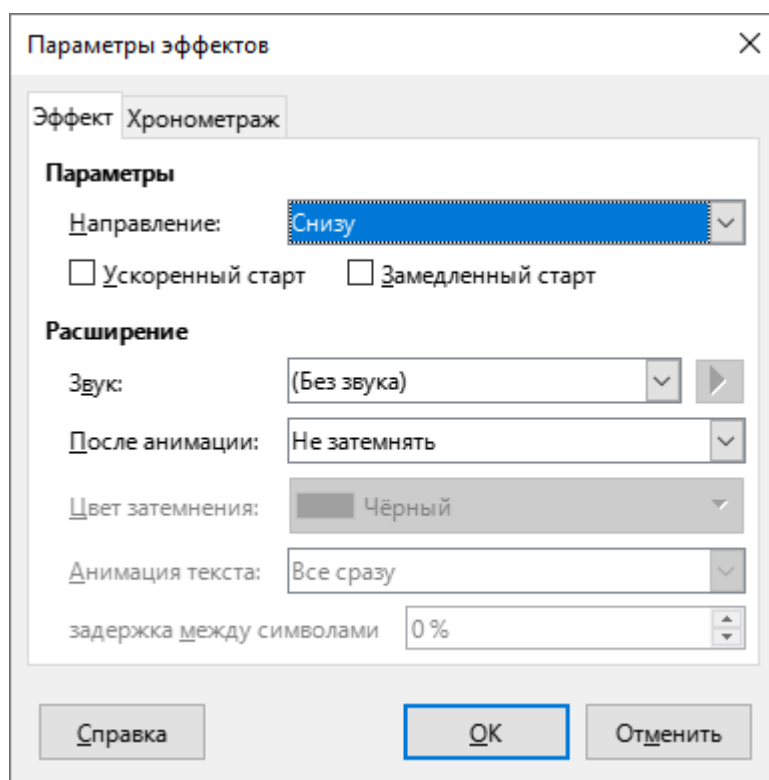 Параметры эффектов
Эффект Хронометраж
Параметры
Направление: Снизу
Ускоренный старт Замедленный старт
Расширение
Звук: (Без звука)
После анимации: Не затемнять
Цвет затемнения: Чёрный
Анимация текста: Все сразу
задержка между символами 0 %
Справка OK Отменить